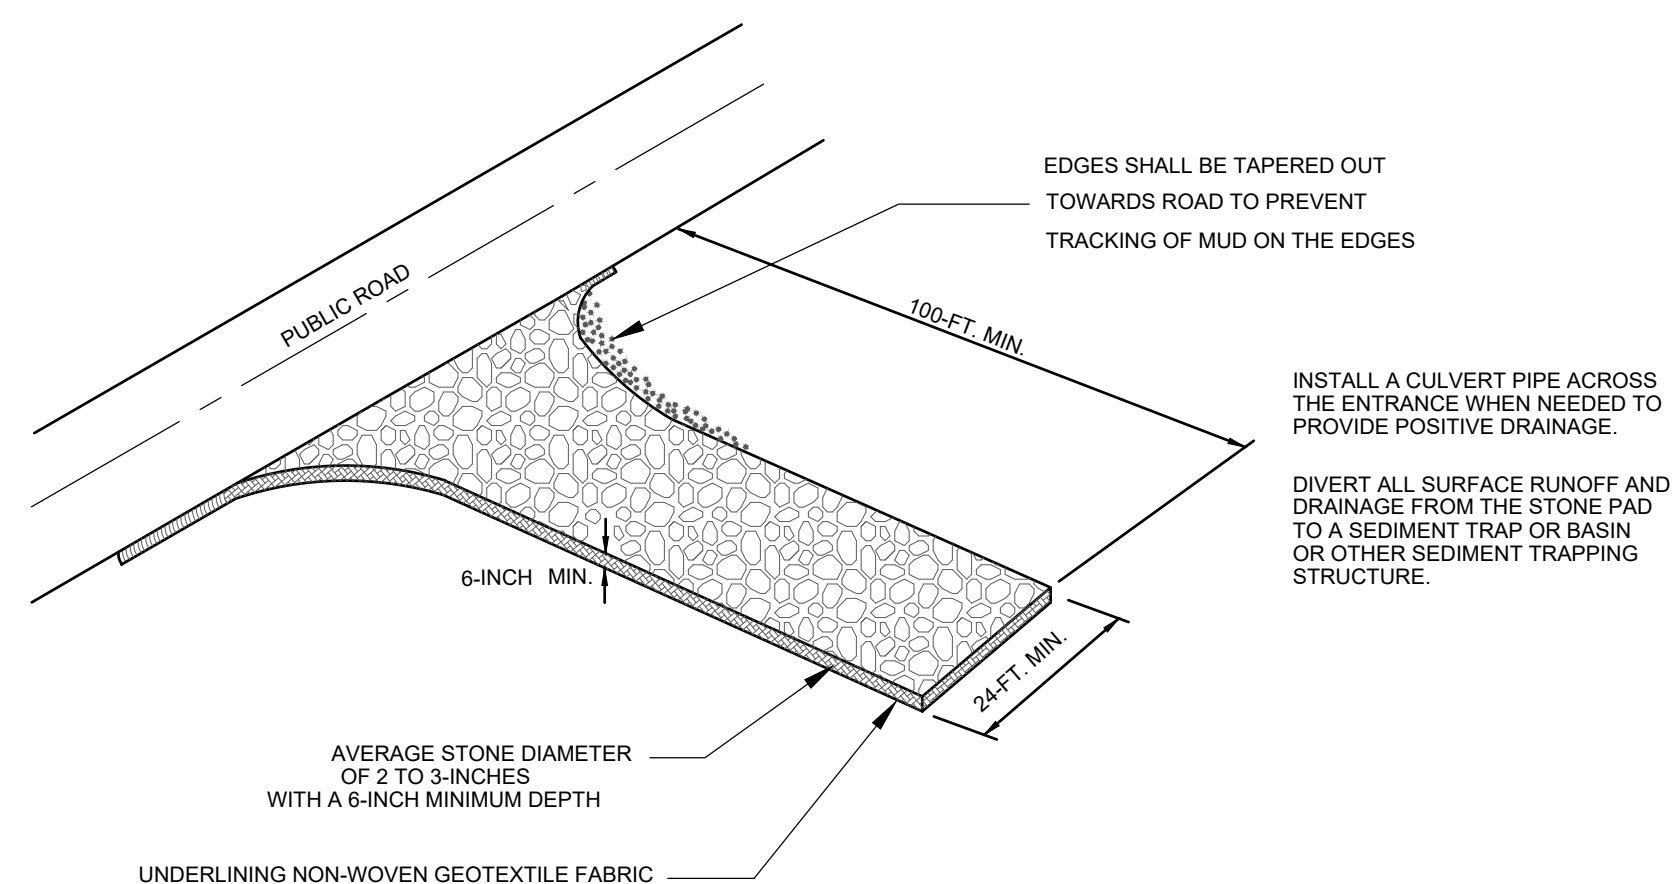 EDGES SHALL BE TAPERED OUT
TOWARDS ROAD TO PREVENT
TRACKING OF MUD ON THE EDGES
PUBLIC ROAD
100-FT. MIN.
INSTALL A CULVERT PIPE ACROSS
THE ENTRANCE WHEN NEEDED TO
PROVIDE POSITIVE DRAINAGE.
DIVERT ALL SURFACE RUNOFF AND
DRAINAGE FROM THE STONE PAD
TO A SEDIMENT TRAP OR BASIN
OR OTHER SEDIMENT TRAPPING
STRUCTURE.
6-INCH MIN.
24-FT. MIN.
AVERAGE STONE DIAMETER
OF 2 TO 3-INCHES
WITH A 6-INCH MINIMUM DEPTH
UNDERLINING NON-WOVEN GEOTEXTILE FABRIC